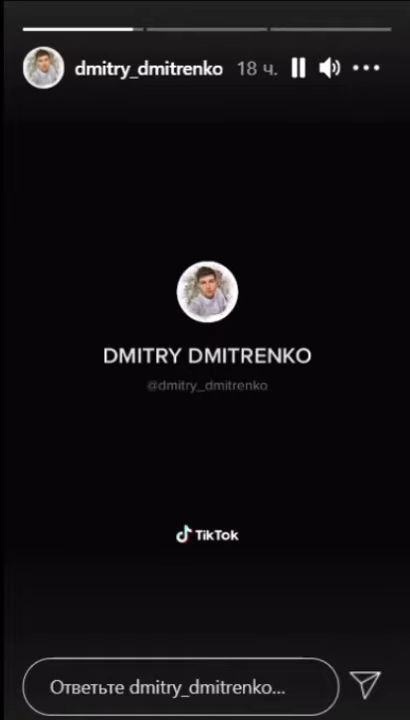 dmitry_dmitrenko 18 ч.
DMITRY DMITRENKO
@dmitry_dmitrenko
TikTok
Ответьте dmitry_dmitrenko...